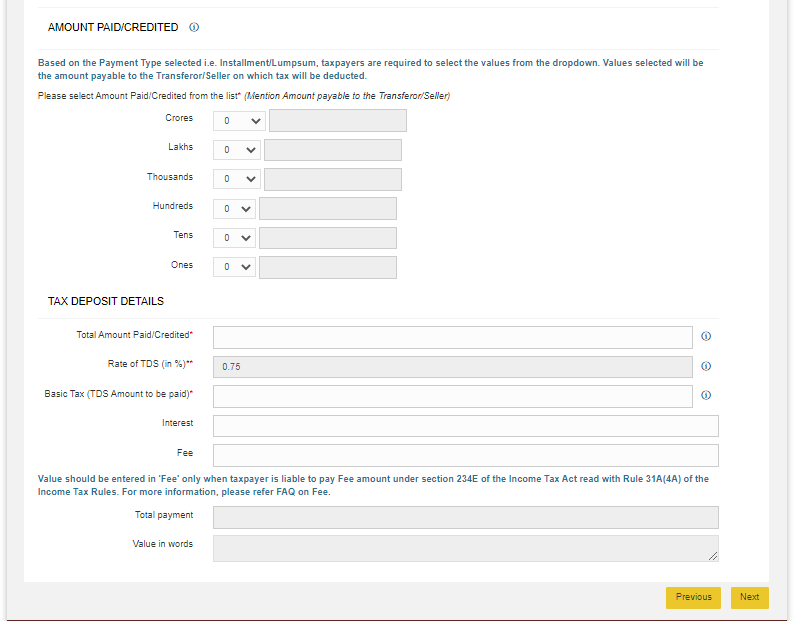 AMOUNT PAID/CREDITED
Based on the Payment Type selected i.e. Installment/Lumpsum, taxpayers are required to select the values from the dropdown. Values selected will be
the amount payable to the Transferor/Seller on which tax will be deducted.
Please select Amount Paid/Credited from the list* (Mention Amount payable to the Transferor/Seller)
Crores 0
Lakhs 0
Thousands 0
Hundreds 0
Tens 0
Ones 0
TAX DEPOSIT DETAILS
Total Amount Paid/Credited*
Rate of TDS (in %)** 0.75
Basic Tax (TDS Amount to be paid)*
Interest
Fee
Value should be entered in 'Fee' only when taxpayer is liable to pay Fee amount under section 234E of the Income Tax Act read with Rule 31A(4A) of the
Income Tax Rules. For more information, please refer FAQ on Fee.
Total payment
Value in words
Previous Next